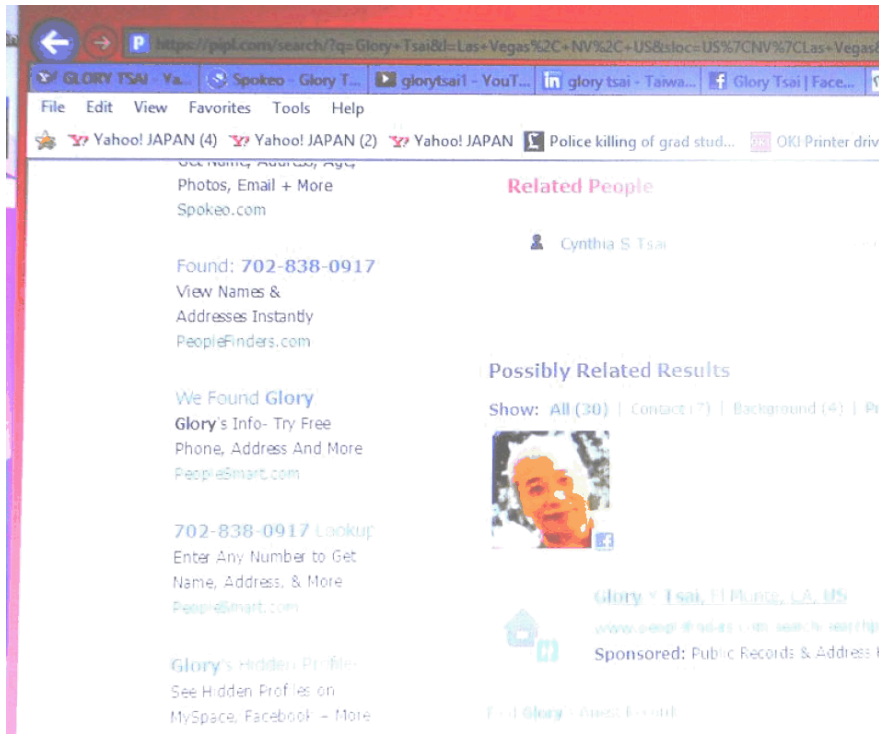 https://pipl.com/search/?q=Glory+Tsai&l=Las+Vegas%2C+NV%2C+US&sloc=US%7CNV%7CLas+Vegas&
GLORY TSAI - Ya... Spokeo - Glory T... glorytsai1 - YouT... glory tsai - Taiwa... Glory Tsai | Face...
File Edit View Favorites Tools Help
Yahoo! JAPAN (4) Yahoo! JAPAN (2) Yahoo! JAPAN Police killing of grad stud... OKI Printer driv
Photos, Email + More
Spokeo.com
Found: 702-838-0917
View Names &
Addresses Instantly
PeopleFinders.com
We Found Glory
Glory's Info- Try Free
Phone, Address And More
PeopleSmart.com
702-838-0917 Lookup
Enter Any Number to Get
Name, Address, & More
PeopleSmart.com
Glory's Hidden Profiles
See Hidden Profiles on
MySpace, Facebook + More
Related People
Cynthia S Tsai
Possibly Related Results
Show: All (30) | Contact (7) | Background (4) |
Glory Y Tsai, El Monte, CA, US
Sponsored: Public Records & Address
Find Glory's Arrest Record